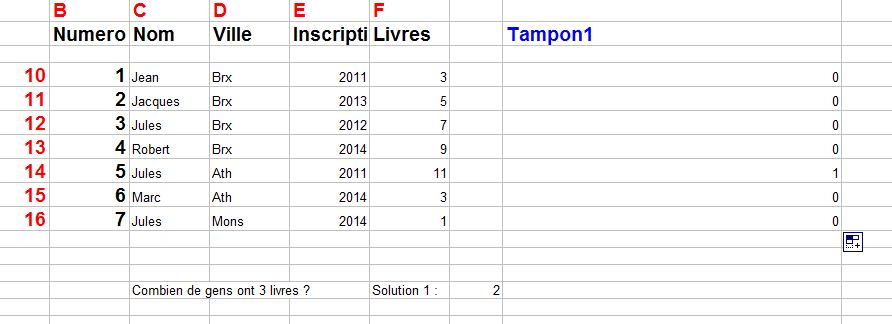 B C D E F
Numero Nom Ville Inscripti Livres Tampon1
10 1 Jean Brx 2011 3 0
11 2 Jacques Brx 2013 5 0
12 3 Jules Brx 2012 7 0
13 4 Robert Brx 2014 9 0
14 5 Jules Ath 2011 11 1
15 6 Marc Ath 2014 3 0
16 7 Jules Mons 2014 1 0
Combien de gens ont 3 livres ? Solution 1 : 2